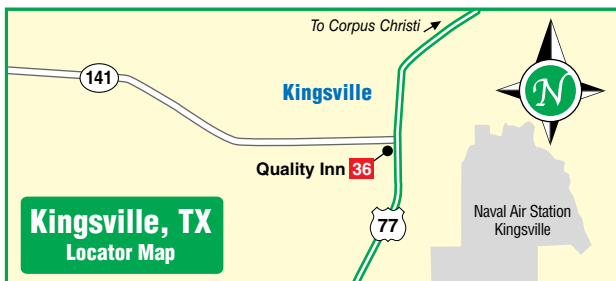 To Corpus Christi
141
Kingsville
N
Quality Inn 36
Kingsville, TX
Locator Map
77
Naval Air Station
Kingsville